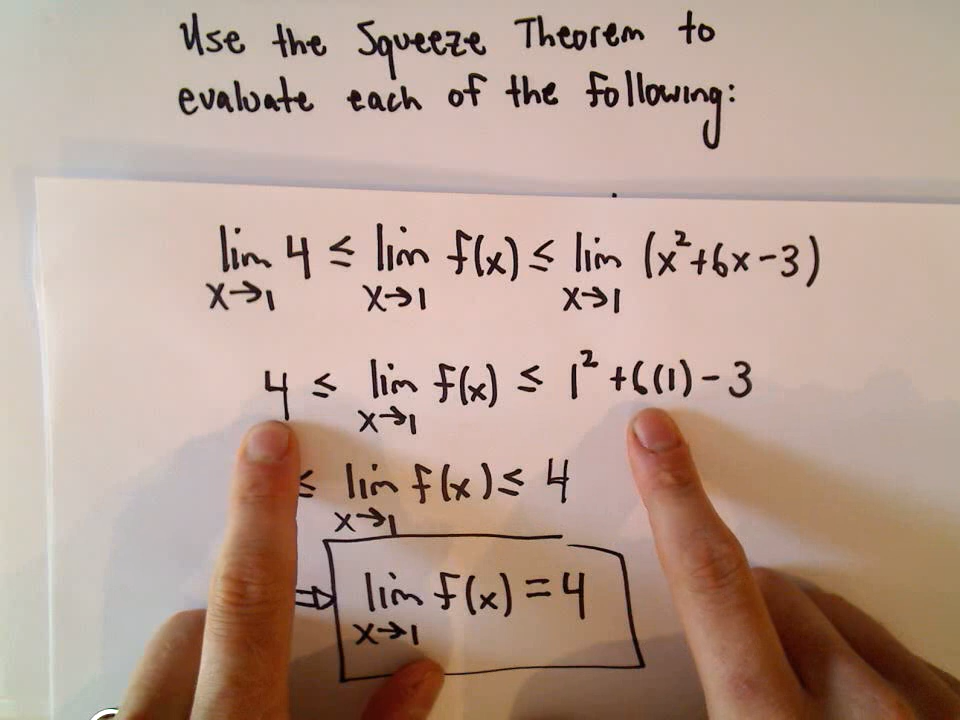 Use the Squeeze Theorem to
evaluate each of the following:
lim 4 ≤ lim f(x) ≤ lim (x²+6x-3)
x→1 x→1 x→1
4 ≤ lim f(x) ≤ 1² +6(1) - 3
x→1
≤ lim f(x) ≤ 4
x→1
⇒ lim f(x) = 4
x→1